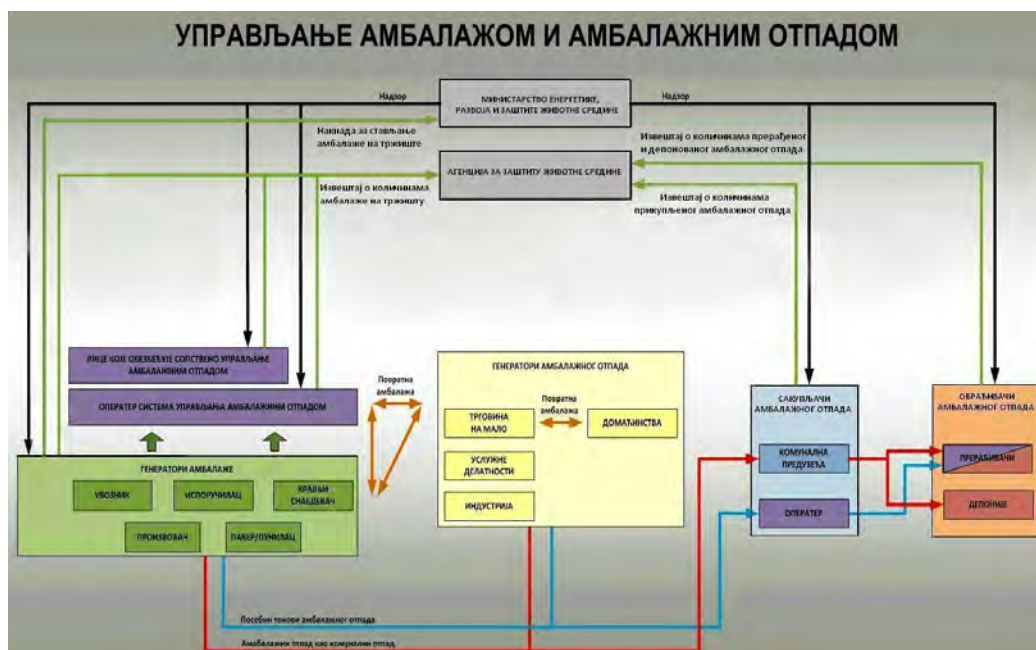 УПРАВЉАЊЕ АМБАЛАЖОМ И АМБАЛАЖНИМ ОТПАДОМ
Надзор
МИНИСТАРСТВО ЕНЕРГЕТИКЕ,
РАЗВОЈА И ЗАШТИТЕ ЖИВОТНЕ СРЕДИНЕ
Надзор
Накнада за стављање
амбалаже на тржиште
Извештај о количинама прерађеног
и депонованог амбалажног отпада
АГЕНЦИЈА ЗА ЗАШТИТУ ЖИВОТНЕ СРЕДИНЕ
Извештај о количинама
амбалаже на тржишту
Извештај о количинама
прикупљеног амбалажног отпада
ЛИЦЕ КОЈЕ ОБЕЗБЕЂУЈЕ СОПСТВЕНО УПРАВЉАЊЕ
АМБАЛАЖНИМ ОТПАДОМ
ОПЕРАТЕР СИСТЕМА УПРАВЉАЊА АМБАЛАЖНИМ ОТПАДОМ
Повратна
амбалажа
ГЕНЕРАТОРИ АМБАЛАЖНОГ ОТПАДА
ТРГОВИНА
НА МАЛО
Повратна
амбалажа
ДОМАЋИНСТВА
УСЛУЖНЕ
ДЕЛАТНОСТИ
ИНДУСТРИЈА
САКУПЉАЧИ
АМБАЛАЖНОГ ОТПАДА
КОМУНАЛНА
ПРЕДУЗЕЋА
ОПЕРАТЕР
ОБРАЂИВАЧИ
АМБАЛАЖНОГ ОТПАДА
ПРЕРАЂИВАЧИ
ДЕПОНИЈЕ
ГЕНЕРАТОРИ АМБАЛАЖЕ
УВОЗНИК
ИСПОРУЧИЛАЦ
КРАЈЊИ
СНАБДЕВАЧ
ПРОИЗВОЂАЧ
ПАКЕР/ПУНИЛАЦ
Посебни токови амбалажног отпада
Амбалажни отпад као комунални отпад